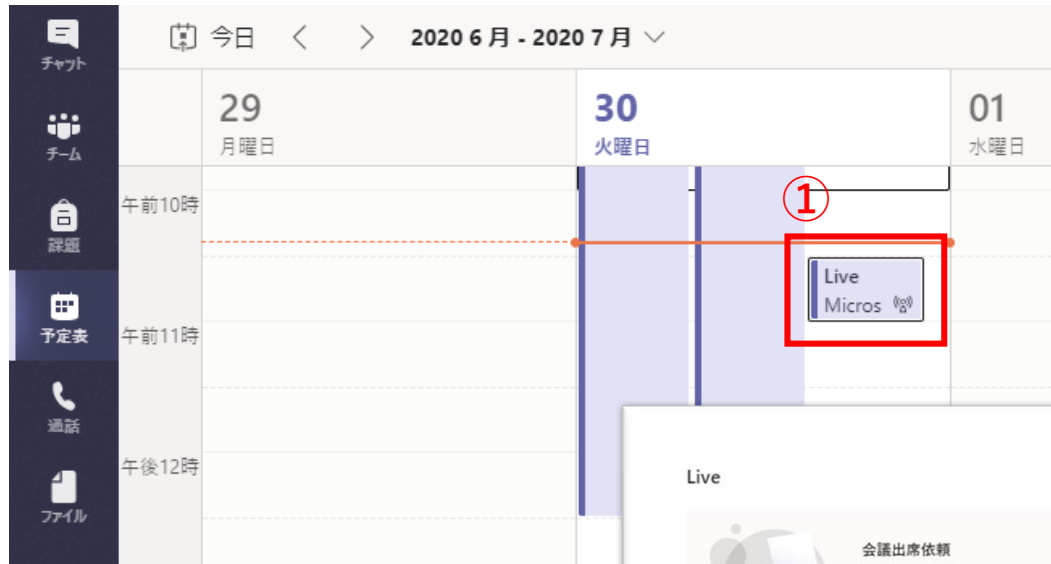 チャット
チーム
課題
予定表
通話
ファイル
今日
2020 6月 - 2020 7月
29
月曜日
30
火曜日
01
水曜日
午前10時
午前11時
午後12時
①
Live
Micros
Live
会議出席依頼